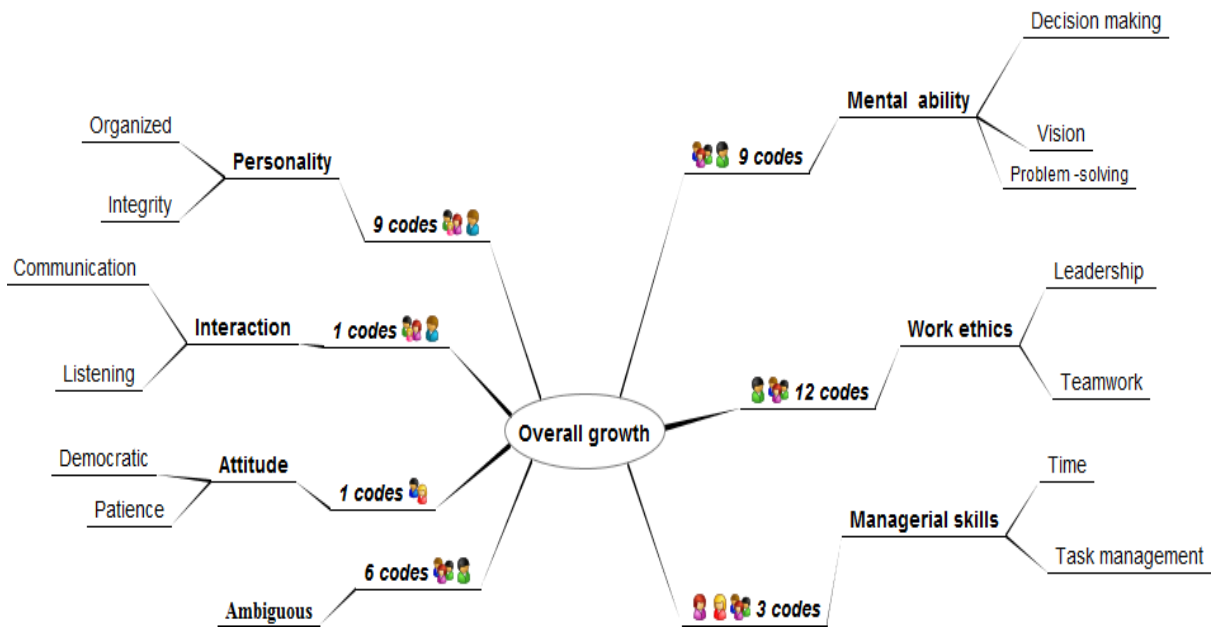 Decision making
Mental  ability
9 codes
Vision
Problem -solving
Organized
Personality
Integrity
9 codes
Communication
Interaction
1 codes
Listening
Leadership
Work ethics
12 codes
Teamwork
Overall growth
Democratic
Attitude
Patience
1 codes
6 codes
Ambiguous
Time
Managerial skills
Task management
3 codes